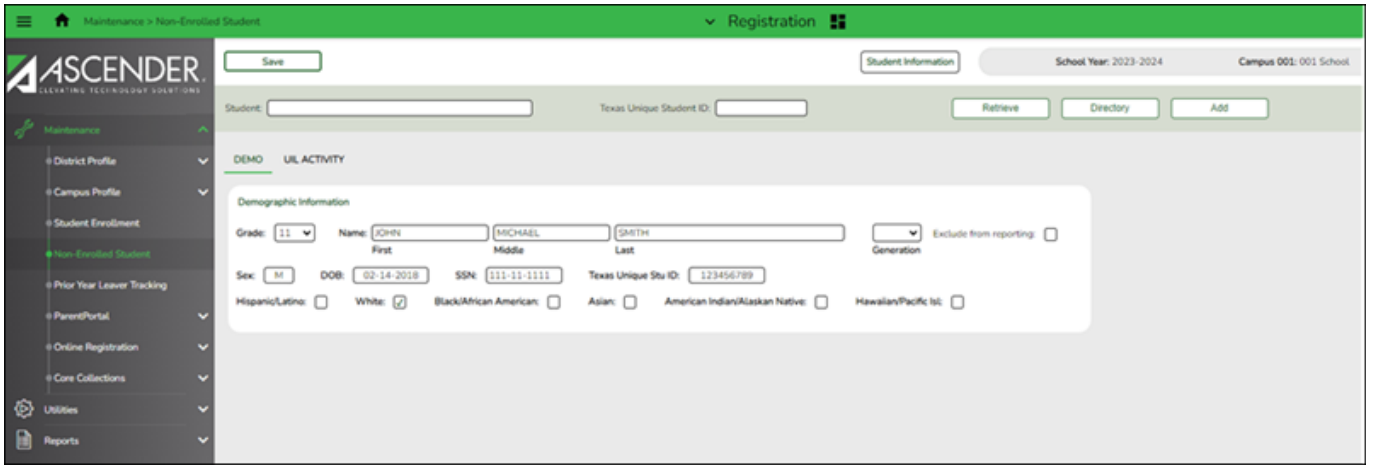 Maintenance > Non-Enrolled Student
Registration
ASCENDER.
ELEVATING TECHNOLOGY SOLUTIONS
Save
Student Information
School Year: 2023-2024
Campus 001: 001 School
Student:
Texas Unique Student ID:
Retrieve
Directory
Add
Maintenance
District Profile
Campus Profile
Student Enrollment
Non-Enrolled Student
Prior Year Leaver Tracking
ParentPortal
Online Registration
Core Collections
Utilities
Reports
DEMO UIL ACTIVITY
Demographic Information
Grade: 11 Name: JOHN MICHAEL SMITH Exclude from reporting:
First Middle Last Generation
Sex: M DOB: 02-14-2018 SSN: 111-11-1111 Texas Unique Stu ID: 123456789
Hispanic/Latino: White: Black/African American: Asian: American Indian/Alaskan Native: Hawaiian/Pacific Isl: